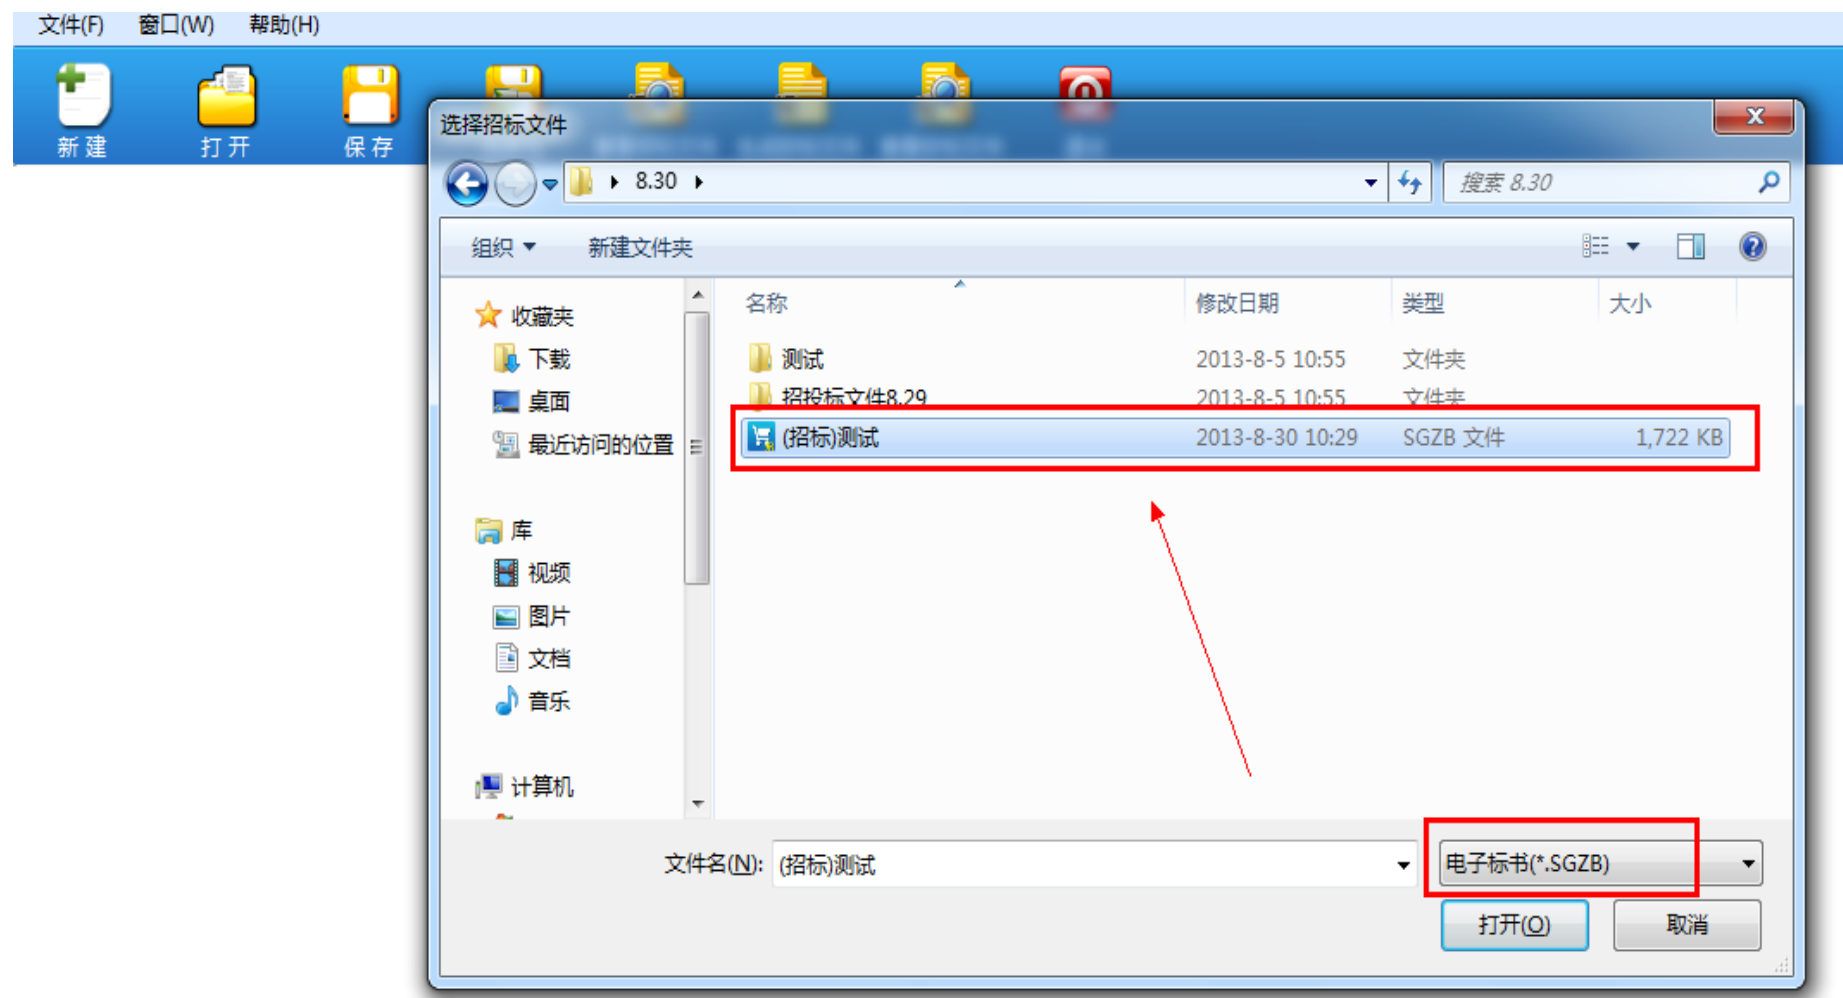 文件(F) 窗口(W) 帮助(H)
新建 打开 保存
选择招标文件
8.30 搜索 8.30
组织 新建文件夹
名称 修改日期 类型 大小
收藏夹
下载
桌面
最近访问的位置
库
视频
图片
文档
音乐
计算机
测试 2013-8-5 10:55 文件夹
招投标文件8.29 2013-8-5 10:55 文件夹
(招标)测试 2013-8-30 10:29 SGZB 文件 1,722 KB
文件名(N): (招标)测试 电子标书(*.SGZB)
打开(O) 取消